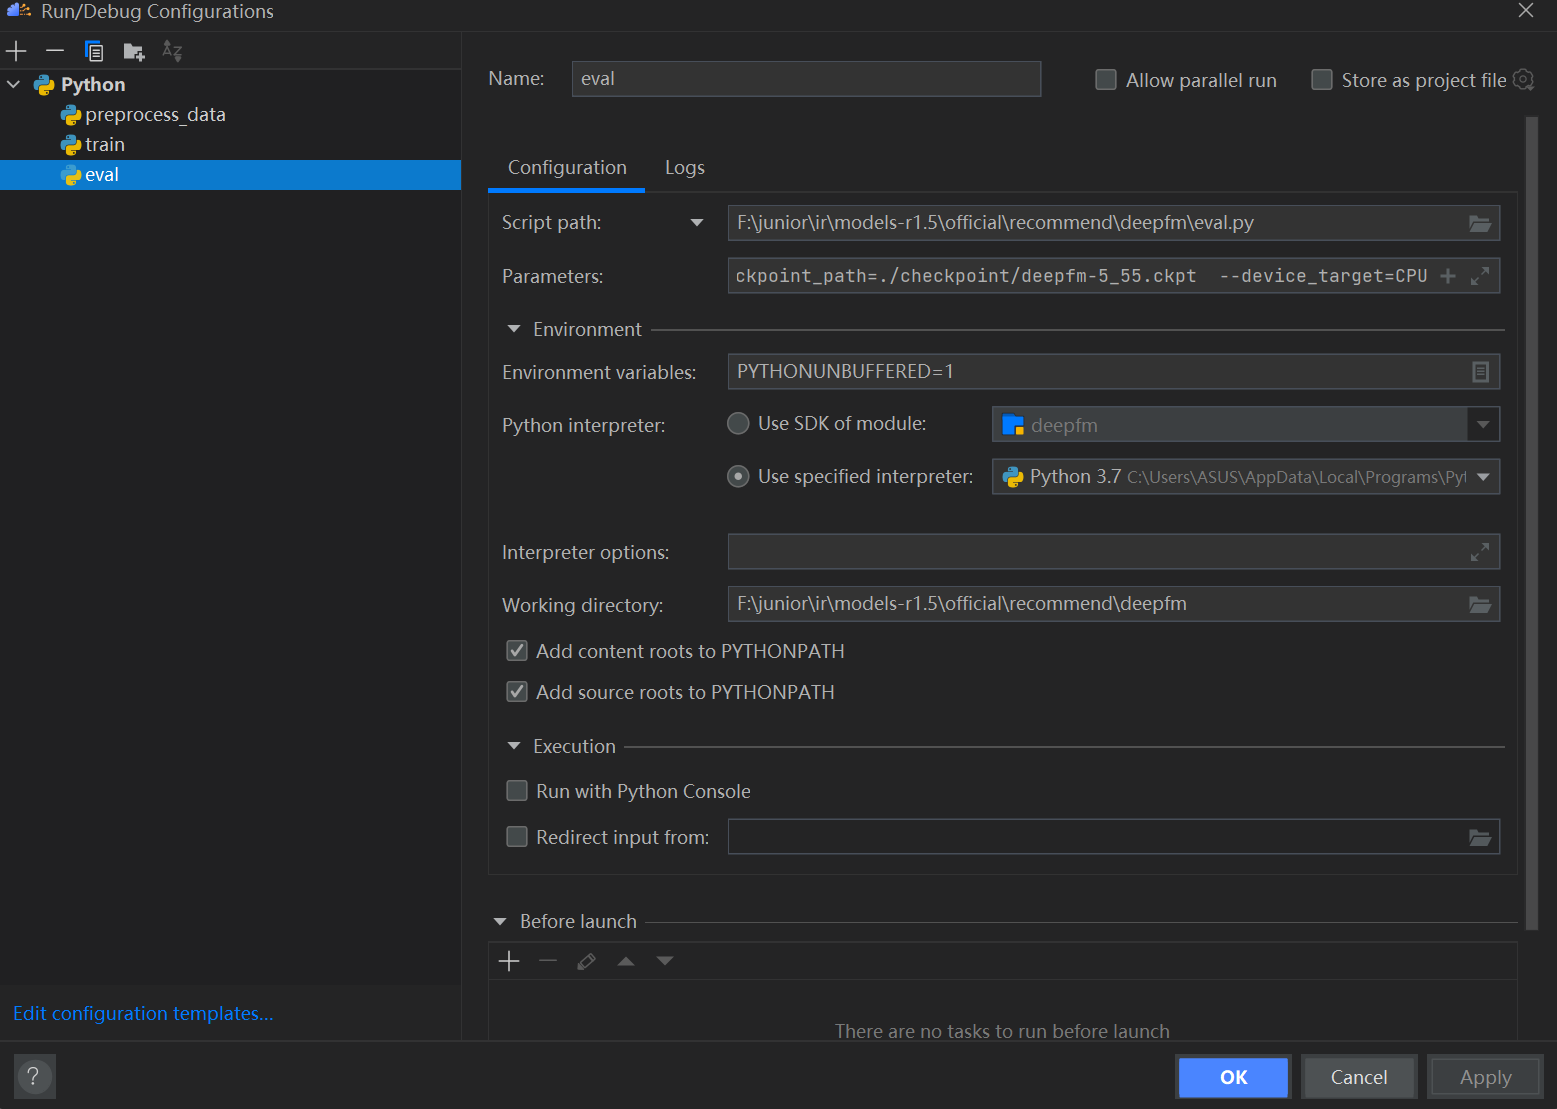 Run/Debug Configurations
Python
preprocess_data
train
eval
Name:
eval
Allow parallel run
Store as project file
Configuration
Logs
Script path:
F:\junior\ir\models-r1.5\official\recommend\deepfm\eval.py
Parameters:
ckpoint_path=./checkpoint/deepfm-5_55.ckpt  --device_target=CPU
Environment
Environment variables:
PYTHONUNBUFFERED=1
Python interpreter:
Use SDK of module:
deepfm
Use specified interpreter:
Python 3.7 C:\Users\ASUS\AppData\Local\Programs\Pyt
Interpreter options:
Working directory:
F:\junior\ir\models-r1.5\official\recommend\deepfm
Add content roots to PYTHONPATH
Add source roots to PYTHONPATH
Execution
Run with Python Console
Redirect input from:
Before launch
There are no tasks to run before launch
Edit configuration templates...
?
OK
Cancel
Apply